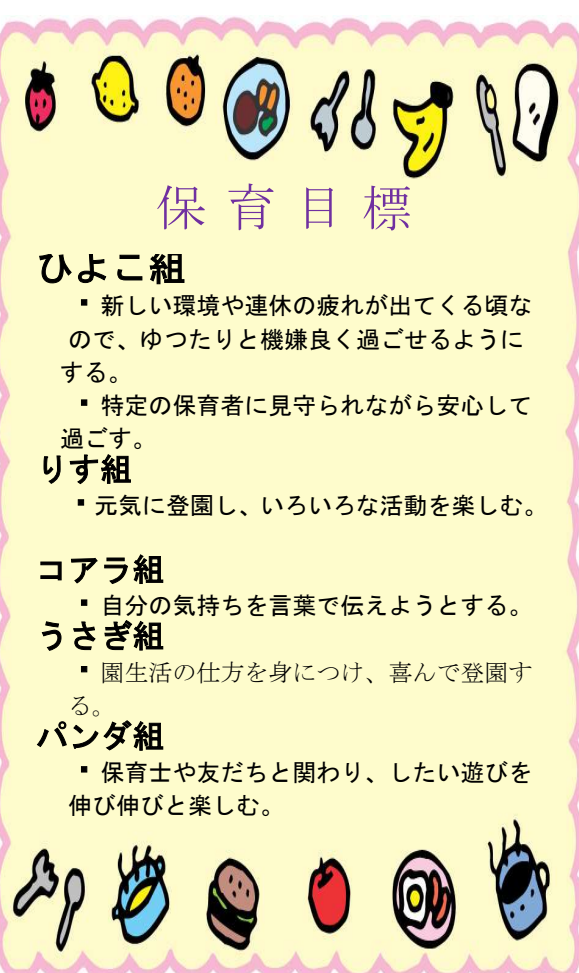 保育目標
ひよこ組
▪新しい環境や連休の疲れが出てくる頃な
ので、ゆつたりと機嫌良く過ごせるように
する。
▪特定の保育者に見守られながら安心して
過ごす。
りす組
▪元気に登園し、いろいろな活動を楽しむ。
コアラ組
▪自分の気持ちを言葉で伝えようとする。
うさぎ組
▪園生活の仕方を身につけ、喜んで登園す
る。
パンダ組
▪保育士や友だちと関わり、したい遊びを
伸び伸びと楽しむ。